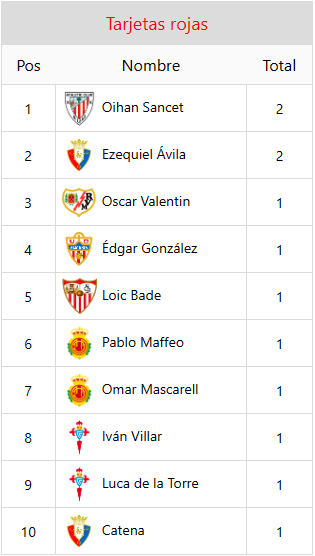 Tarjetas rojas
Pos Nombre Total
1 Oihan Sancet 2
2 Ezequiel Ávila 2
3 Oscar Valentin 1
4 Édgar González 1
5 Loic Bade 1
6 Pablo Maffeo 1
7 Omar Mascarell 1
8 Iván Villar 1
9 Luca de la Torre 1
10 Catena 1